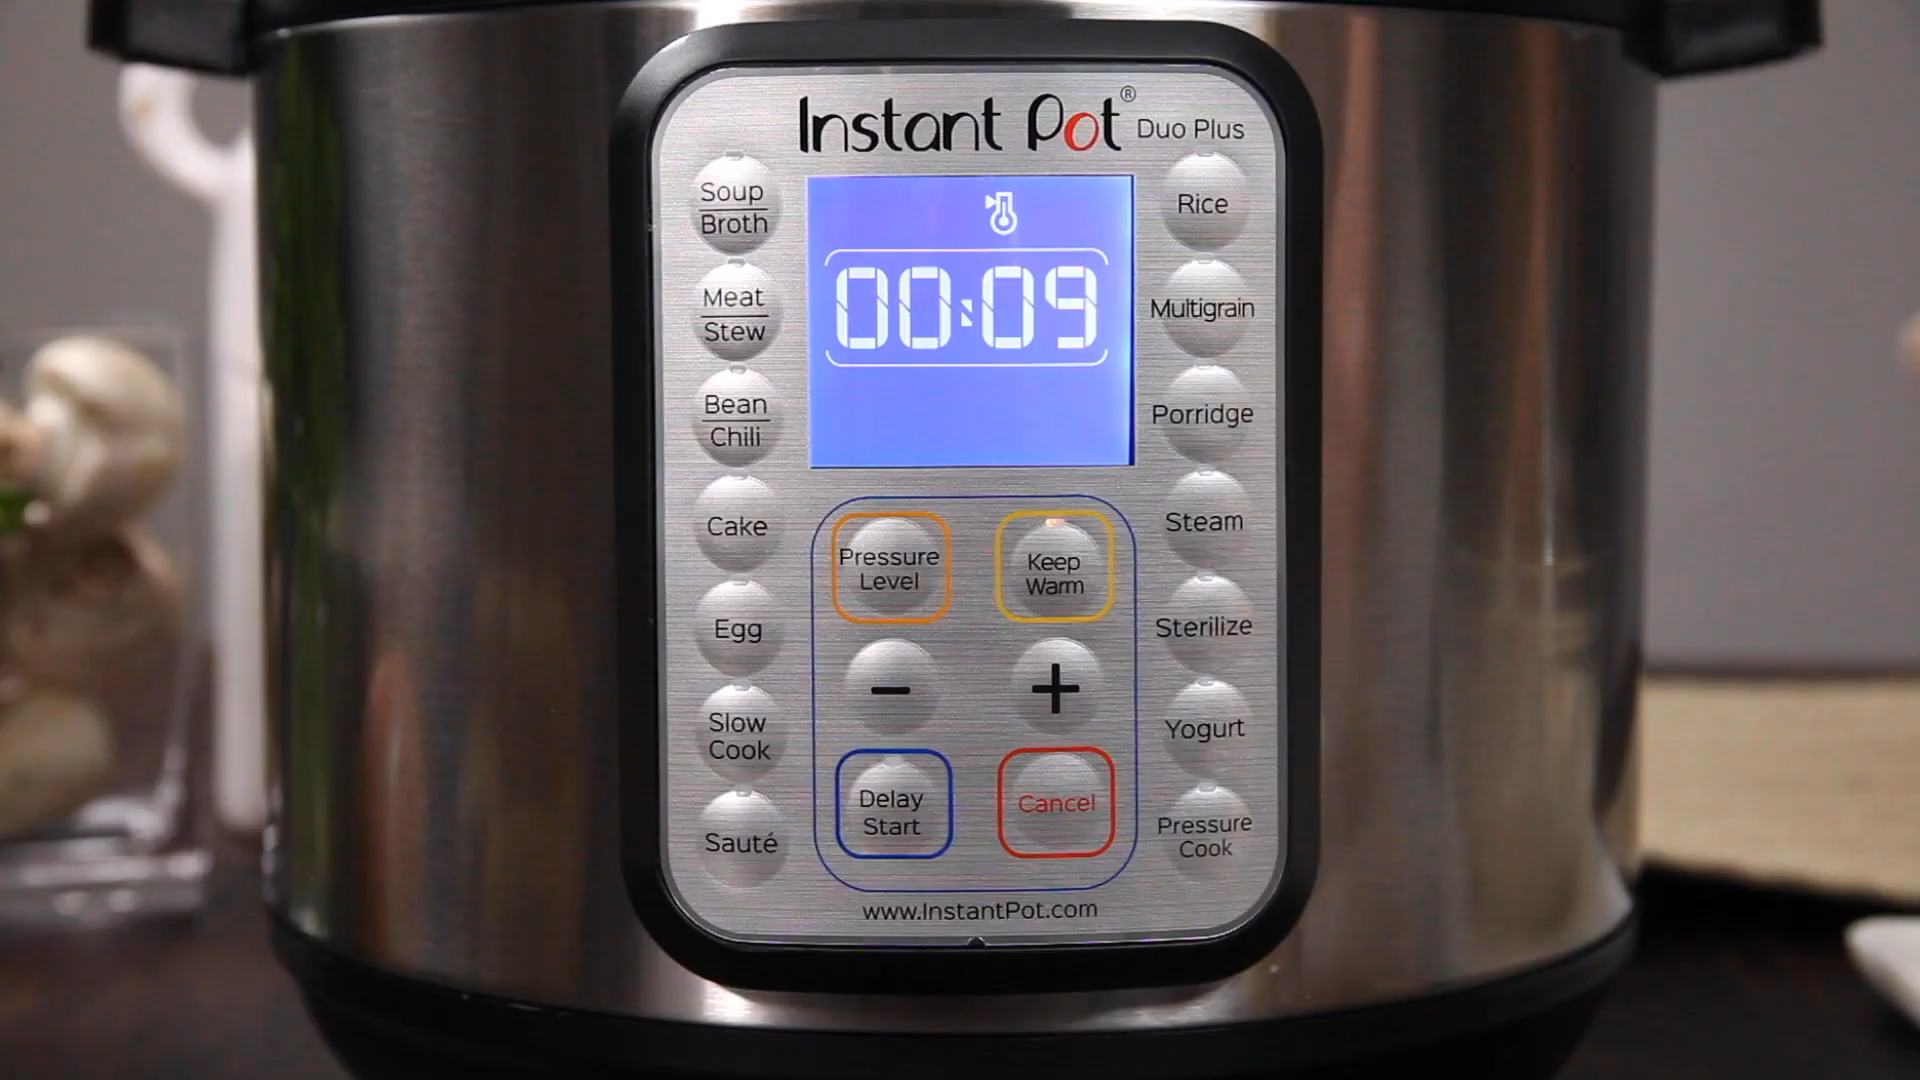 Instant Pot® Duo Plus
00:09
Soup
Broth
Meat
Stew
Bean
Chili
Cake
Egg
Slow
Cook
Sauté
Pressure
Level
Keep
Warm
−
+
Delay
Start
Cancel
Rice
Multigrain
Porridge
Steam
Sterilize
Yogurt
Pressure
Cook
www.InstantPot.com